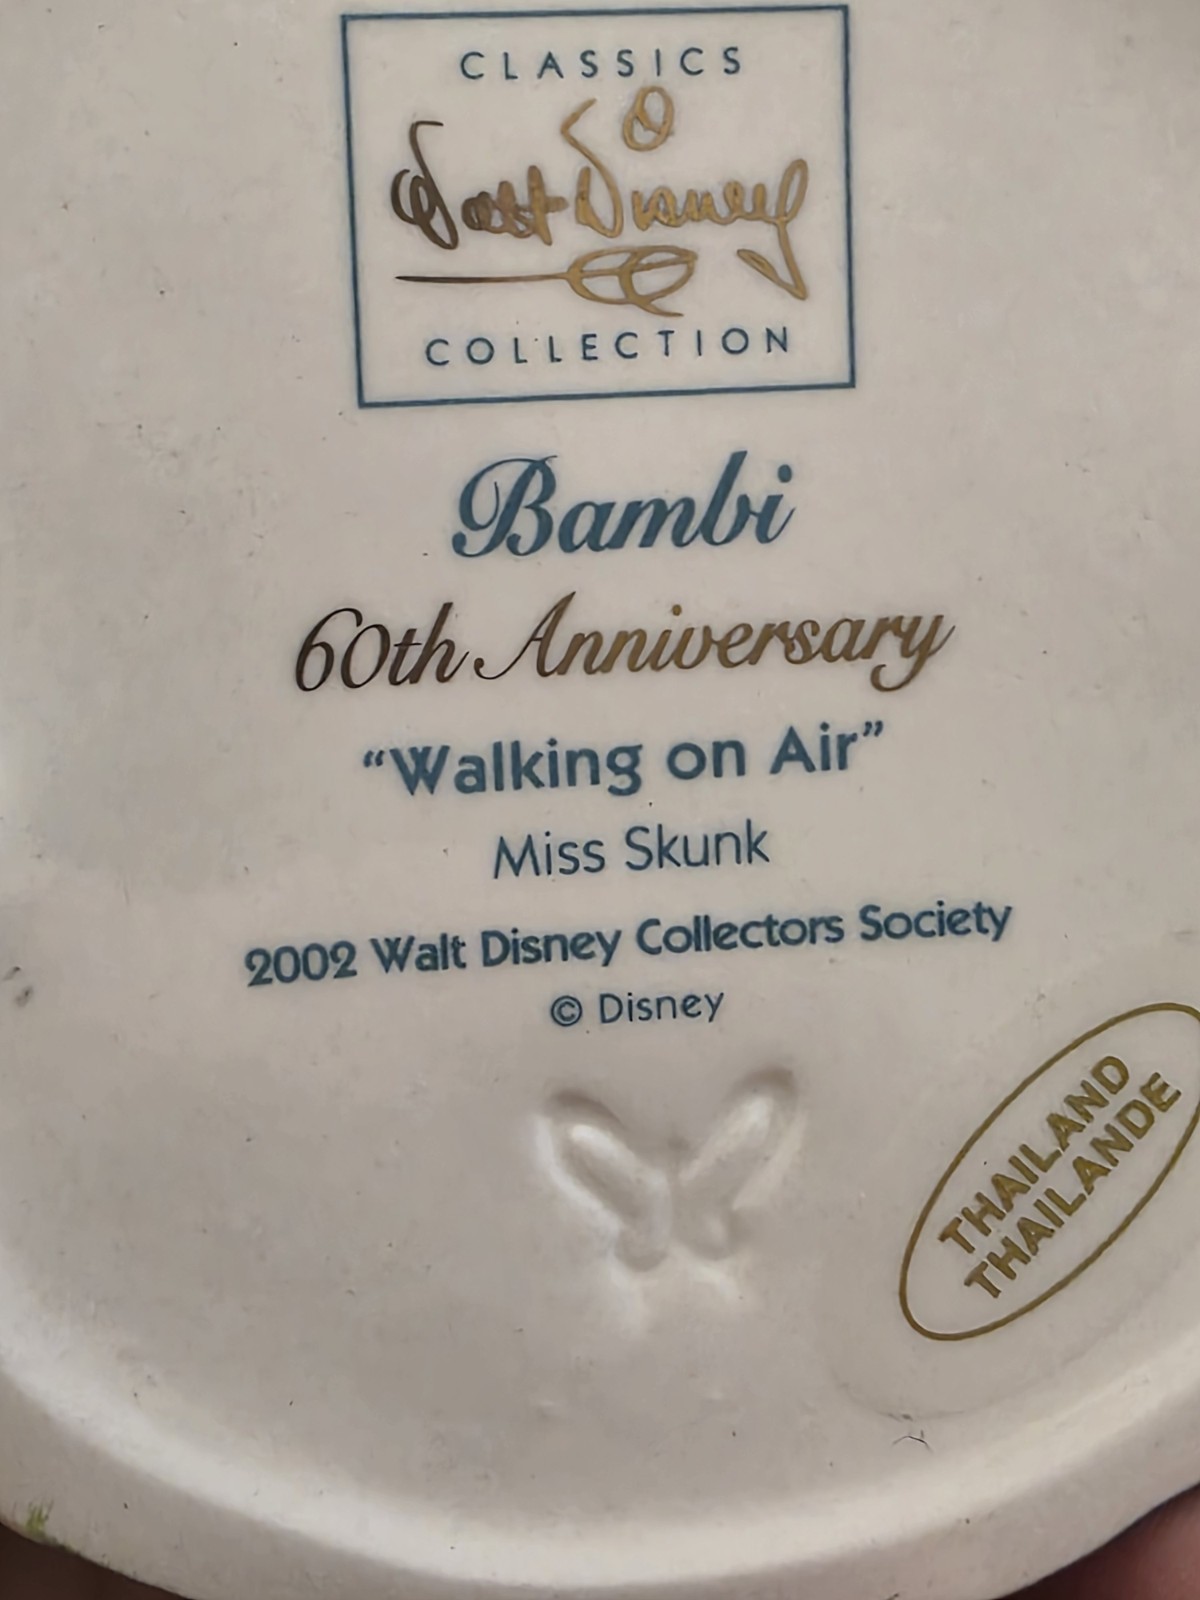 CLASSICS
Walt Disney
COLLECTION
Bambi
60th Anniversary
“Walking on Air”
Miss Skunk
2002 Walt Disney Collectors Society
© Disney
THAILAND
THAILANDE